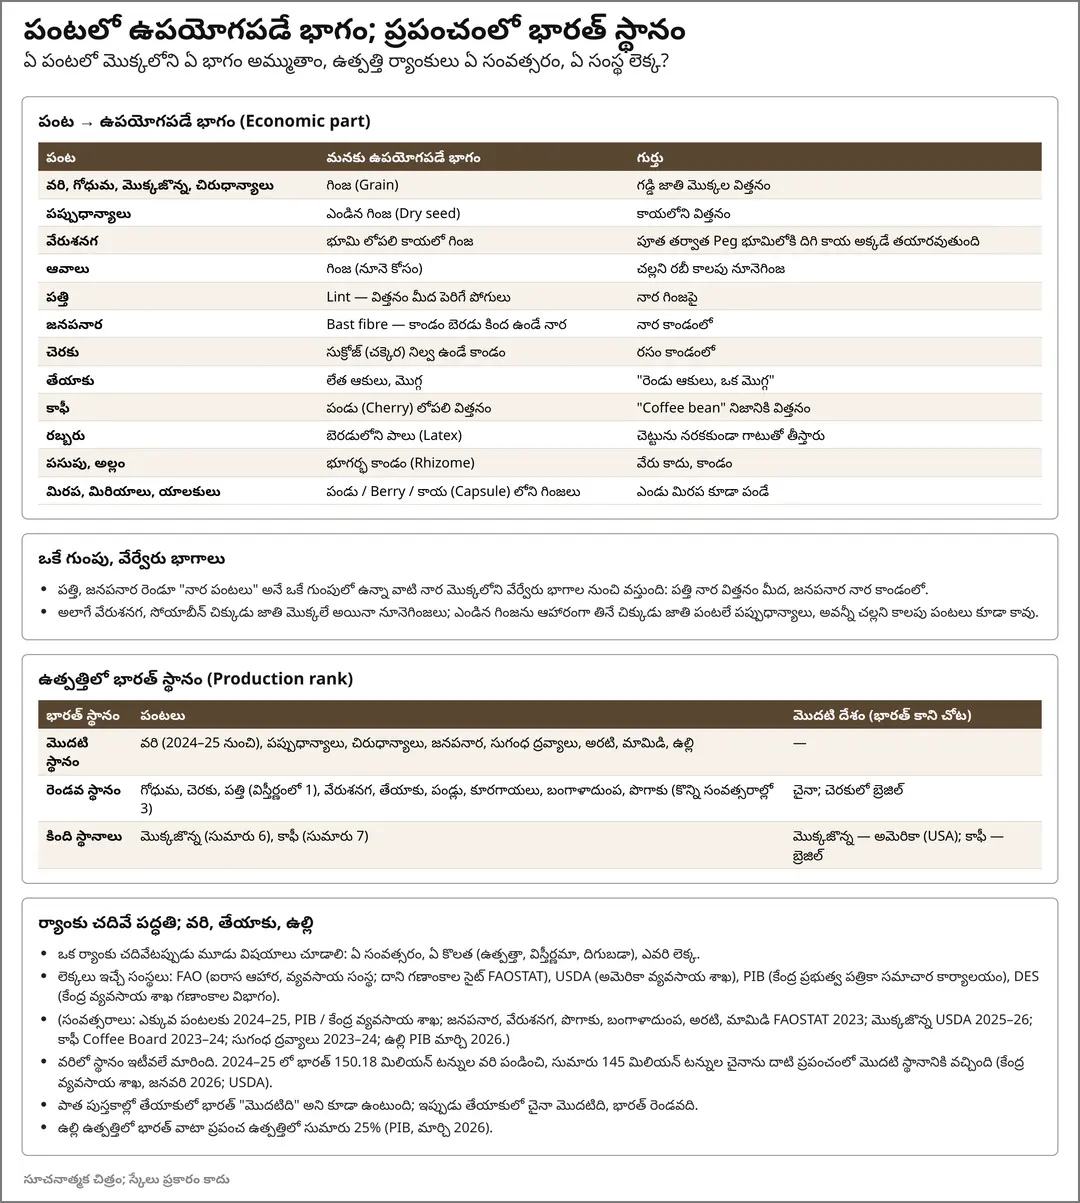 పంటలో ఉపయోగపడే భాగం; ప్రపంచంలో భారత్ స్థానం
ఏ పంటలో మొక్కలోని ఏ భాగం అమ్ముతాం, ఉత్పత్తి ర్యాంకులు ఏ సంవత్సరం, ఏ సంస్థ లెక్క?
పంట → ఉపయోగపడే భాగం (Economic part)
పంట మనకు ఉపయోగపడే భాగం గుర్తు
వరి, గోధుమ, మొక్కజొన్న, చిరుధాన్యాలు గింజ (Grain) గడ్డి జాతి మొక్కల విత్తనం
పప్పుధాన్యాలు ఎండిన గింజ (Dry seed) కాయలోని విత్తనం
వేరుశనగ భూమి లోపలి కాయలో గింజ పూత తర్వాత Peg భూమిలోకి దిగి కాయ అక్కడే తయారవుతుంది
ఆవాలు గింజ (నూనె కోసం) చల్లని రబీ కాలపు నూనెగింజ
పత్తి Lint — విత్తనం మీద పెరిగే పోగులు నార గింజపై
జనపనార Bast fibre — కాండం బెరడు కింద ఉండే నార నార కాండంలో
చెరకు సుక్రోజ్ (చక్కెర) నిల్వ ఉండే కాండం రసం కాండంలో
తేయాకు లేత ఆకులు, మొగ్గ "రెండు ఆకులు, ఒక మొగ్గ"
కాఫీ పండు (Cherry) లోపలి విత్తనం "Coffee bean" నిజానికి విత్తనం
రబ్బరు బెరడులోని పాలు (Latex) చెట్టును నరకకుండా గాటుతో తీస్తారు
పసుపు, అల్లం భూగర్భ కాండం (Rhizome) వేరు కాదు, కాండం
మిరప, మిరియాలు, యాలకులు పండు / Berry / కాయ (Capsule) లోని గింజలు ఎండు మిరప కూడా పండే
ఒకే గుంపు, వేర్వేరు భాగాలు
• పత్తి, జనపనార రెండూ "నార పంటలు" అనే ఒకే గుంపులో ఉన్నా వాటి నార మొక్కలోని వేర్వేరు భాగాల నుంచి వస్తుంది: పత్తి నార విత్తనం మీద, జనపనార నార కాండంలో.
• అలాగే వేరుశనగ, సోయాబీన్ చిక్కుడు జాతి మొక్కలే అయినా నూనెగింజలు; ఎండిన గింజను ఆహారంగా తినే చిక్కుడు జాతి పంటలే పప్పుధాన్యాలు, అవన్నీ చల్లని కాలపు పంటలు కూడా కావు.
ఉత్పత్తిలో భారత్ స్థానం (Production rank)
భారత్ స్థానం పంటలు మొదటి దేశం (భారత్ కాని చోట)
మొదటి వరి (2024–25 నుంచి), పప్పుధాన్యాలు, చిరుధాన్యాలు, జనపనార, సుగంధ ద్రవ్యాలు, అరటి, మామిడి, ఉల్లి —
స్థానం
రెండవ స్థానం గోధుమ, చెరకు, పత్తి (విస్తీర్ణంలో 1), వేరుశనగ, తేయాకు, పండ్లు, కూరగాయలు, బంగాళాదుంప, పొగాకు (కొన్ని సంవత్సరాల్లో చైనా; చెరకులో బ్రెజిల్
3)
కింది స్థానాలు మొక్కజొన్న (సుమారు 6), కాఫీ (సుమారు 7) మొక్కజొన్న — అమెరికా (USA); కాఫీ —
బ్రెజిల్
ర్యాంకు చదివే పద్ధతి; వరి, తేయాకు, ఉల్లి
• ఒక ర్యాంకు చదివేటప్పుడు మూడు విషయాలు చూడాలి: ఏ సంవత్సరం, ఏ కొలత (ఉత్పత్తా, విస్తీర్ణమా, దిగుబడా), ఎవరి లెక్క.
• లెక్కలు ఇచ్చే సంస్థలు: FAO (ఐరాస ఆహార, వ్యవసాయ సంస్థ; దాని గణాంకాల సైట్ FAOSTAT), USDA (అమెరికా వ్యవసాయ శాఖ), PIB (కేంద్ర ప్రభుత్వ పత్రికా సమాచార కార్యాలయం), DES
(కేంద్ర వ్యవసాయ శాఖ గణాంకాల విభాగం).
• (సంవత్సరాలు: ఎక్కువ పంటలకు 2024–25, PIB / కేంద్ర వ్యవసాయ శాఖ; జనపనార, వేరుశనగ, పొగాకు, బంగాళాదుంప, అరటి, మామిడి FAOSTAT 2023; మొక్కజొన్న USDA 2025–26;
కాఫీ Coffee Board 2023–24; సుగంధ ద్రవ్యాలు 2023–24; ఉల్లి PIB మార్చి 2026.)
• వరిలో స్థానం ఇటీవలే మారింది. 2024–25 లో భారత్ 150.18 మిలియన్ టన్నుల వరి పండించి, సుమారు 145 మిలియన్ టన్నుల చైనాను దాటి ప్రపంచంలో మొదటి స్థానానికి వచ్చింది (కేంద్ర
వ్యవసాయ శాఖ, జనవరి 2026; USDA).
• పాత పుస్తకాల్లో తేయాకులో భారత్ "మొదటిది" అని కూడా ఉంటుంది; ఇప్పుడు తేయాకులో చైనా మొదటిది, భారత్ రెండవది.
• ఉల్లి ఉత్పత్తిలో భారత్ వాటా ప్రపంచ ఉత్పత్తిలో సుమారు 25% (PIB, మార్చి 2026).
సూచనాత్మక చిత్రం; స్కేలు ప్రకారం కాదు